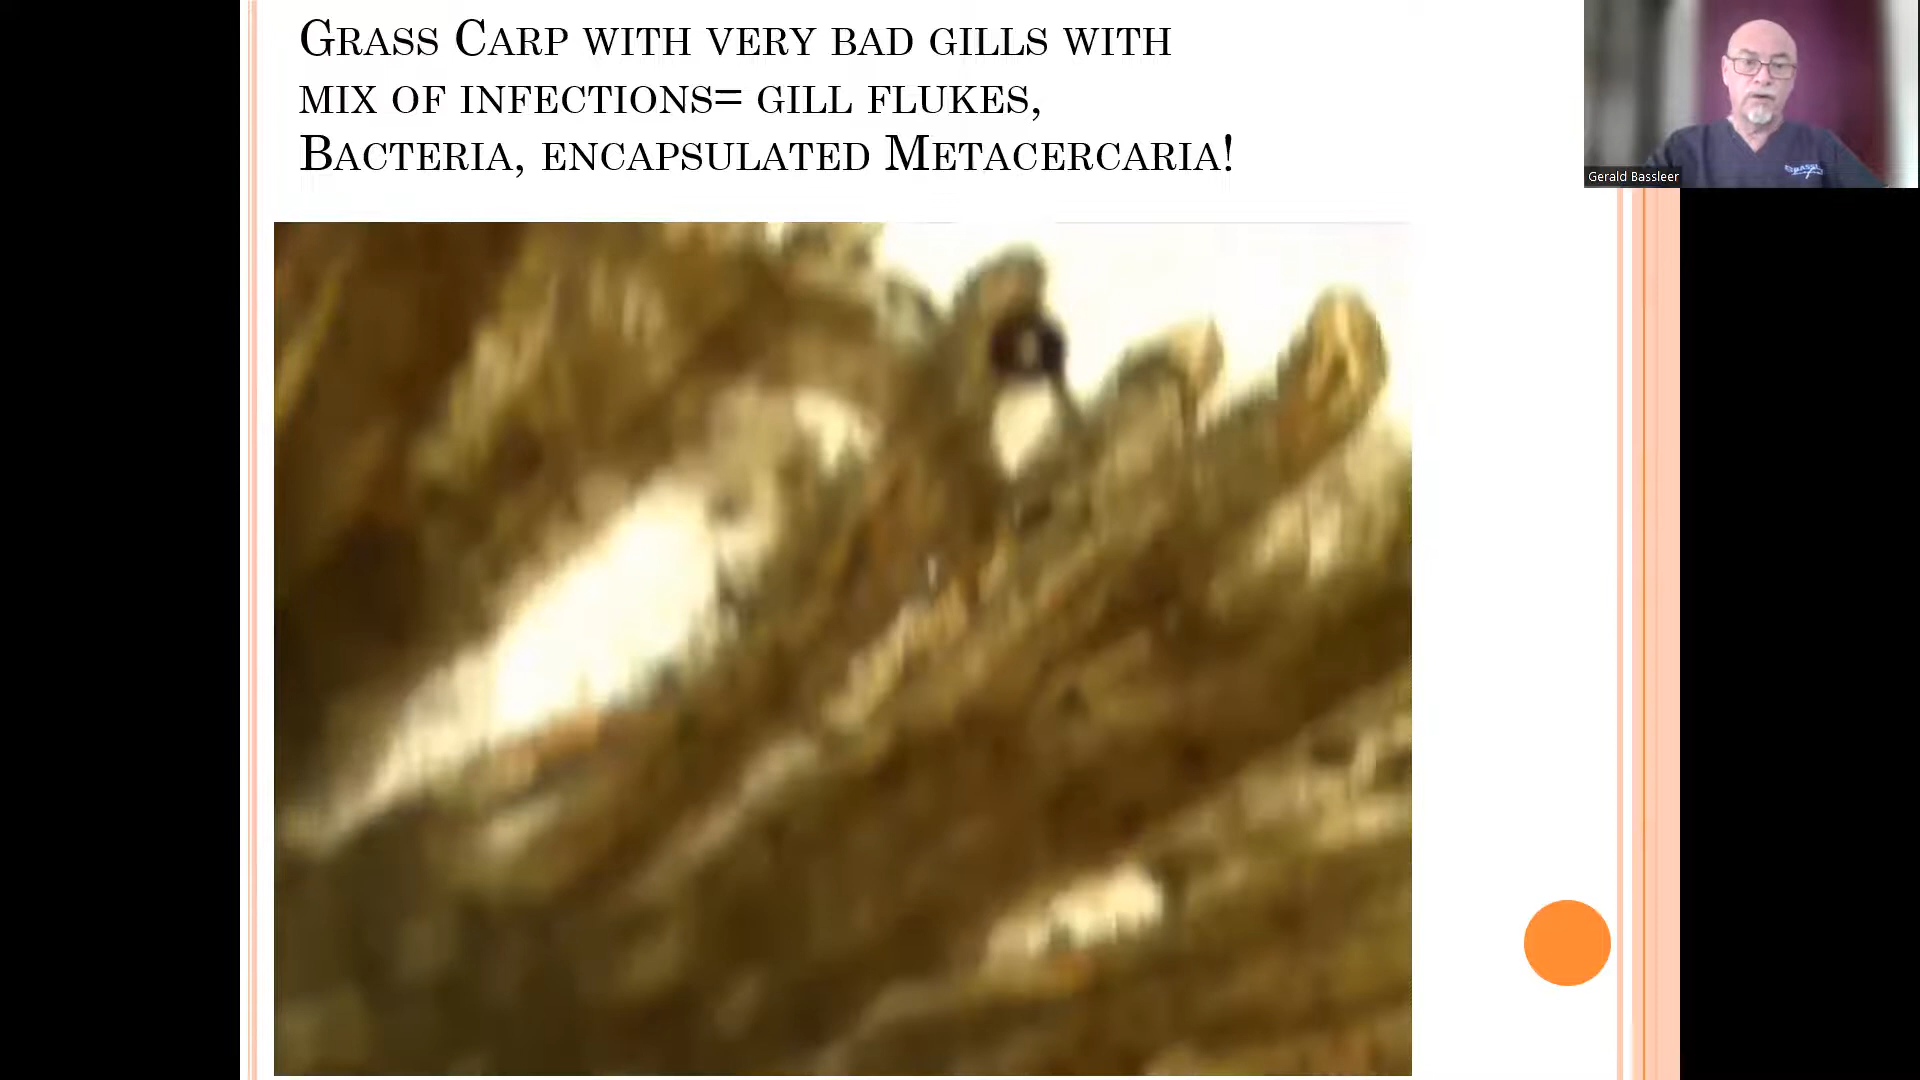 Grass Carp with very bad gills with
mix of infections= gill flukes,
Bacteria, encapsulated Metacercaria!
Gerald Bassleer